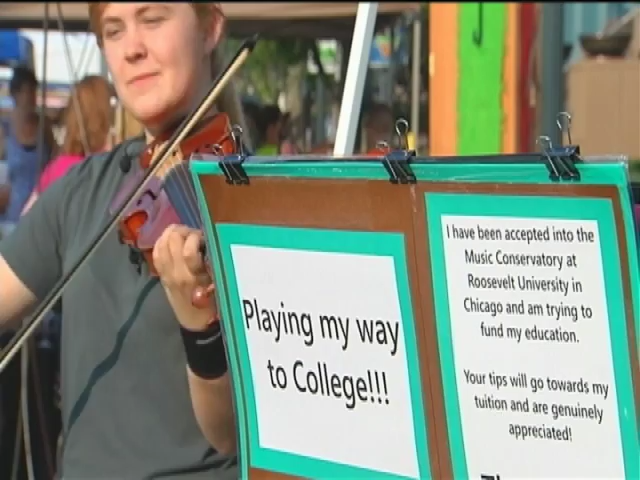 Playing my way
to College!!!
I have been accepted into the
Music Conservatory at
Roosevelt University in
Chicago and am trying to
fund my education.
Your tips will go towards my
tuition and are genuinely
appreciated!